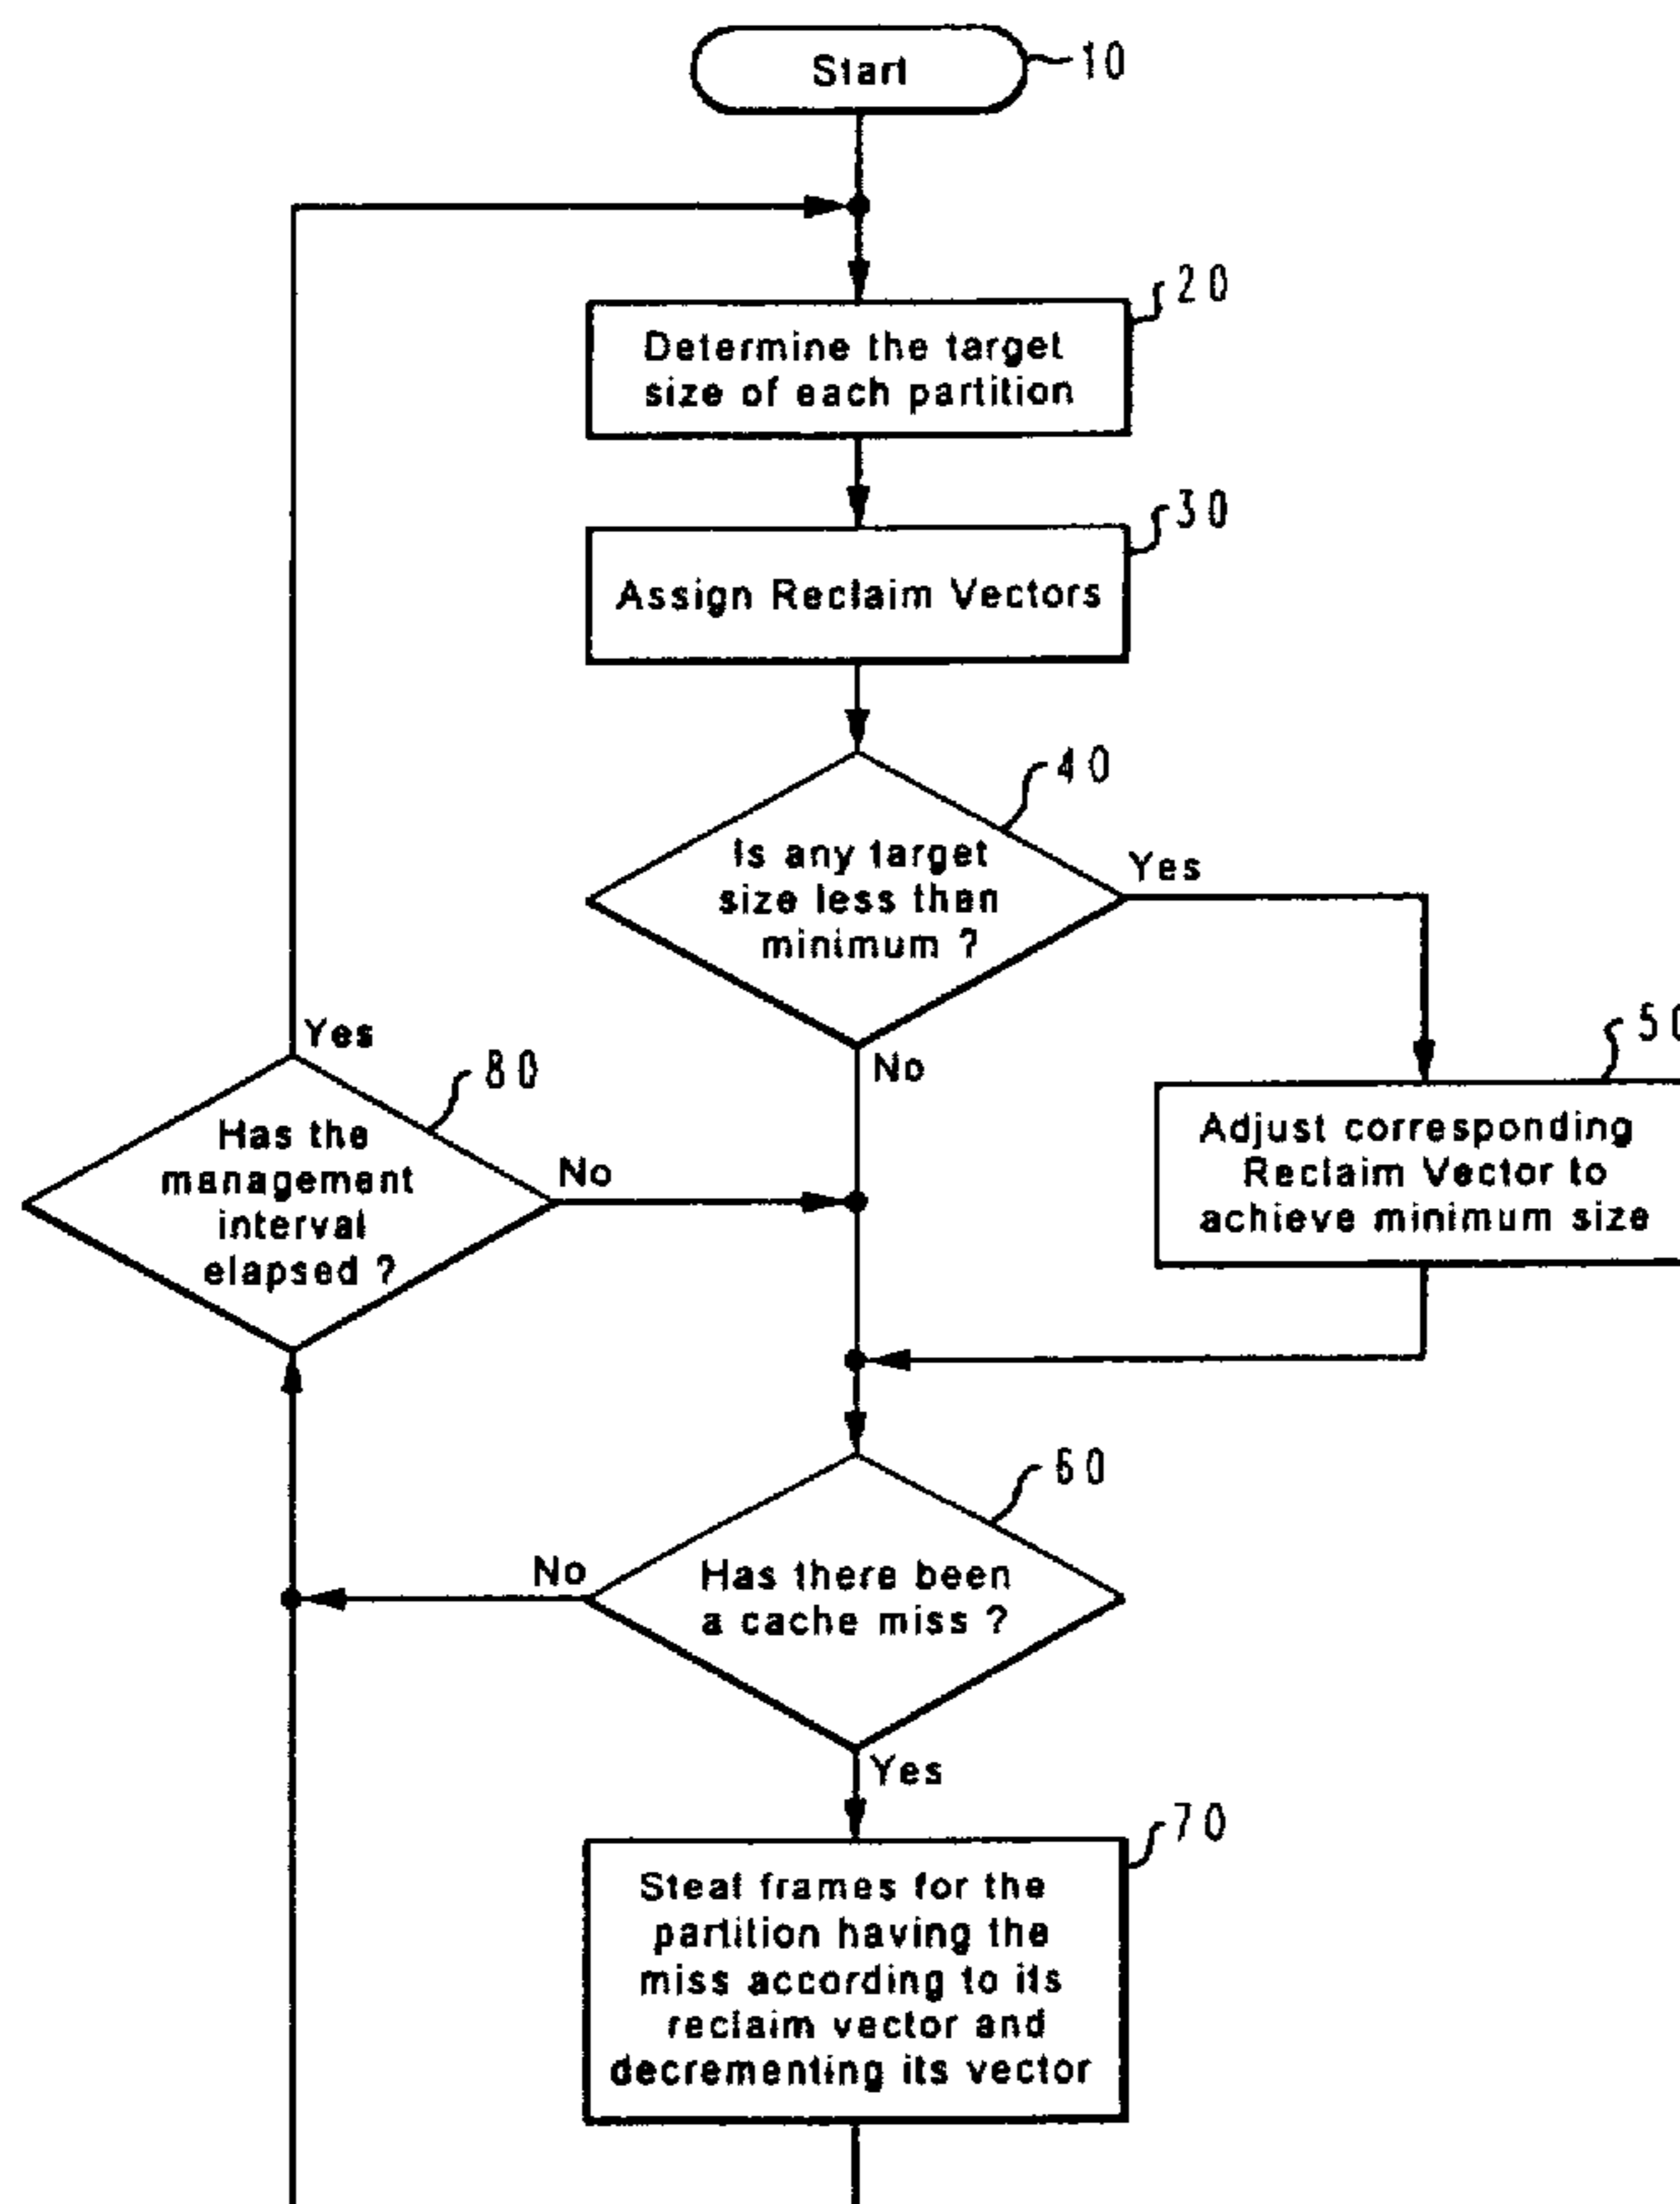 Start
10
20
Determine the target
size of each partition
30
Assign Reclaim Vectors
40
Is any target
size less than
minimum ?
Yes
No
50
Adjust corresponding
Reclaim Vector to
achieve minimum size
Yes
80
Has the
management
interval
elapsed ?
No
60
Has there been
a cache miss ?
No
Yes
70
Steal frames for the
partition having the
miss according to its
reclaim vector and
decrementing its vector